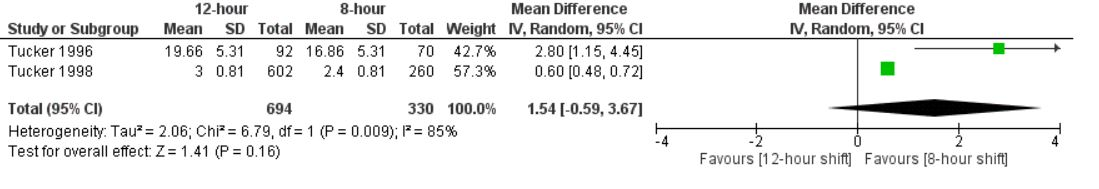 12-hour 8-hour Mean Difference Mean Difference
Study or Subgroup Mean SD Total Mean SD Total Weight IV, Random, 95% CI IV, Random, 95% CI
Tucker 1996 19.66 5.31 92 16.86 5.31 70 42.7% 2.80 [1.15, 4.45]
Tucker 1998 3 0.81 602 2.4 0.81 260 57.3% 0.60 [0.48, 0.72]
Total (95% CI) 694 330 100.0% 1.54 [-0.59, 3.67]
Heterogeneity: Tau² = 2.06; Chi² = 6.79, df = 1 (P = 0.009); I² = 85%
Test for overall effect: Z = 1.41 (P = 0.16)
-4 -2 0 2 4
Favours [12-hour shift] Favours [8-hour shift]